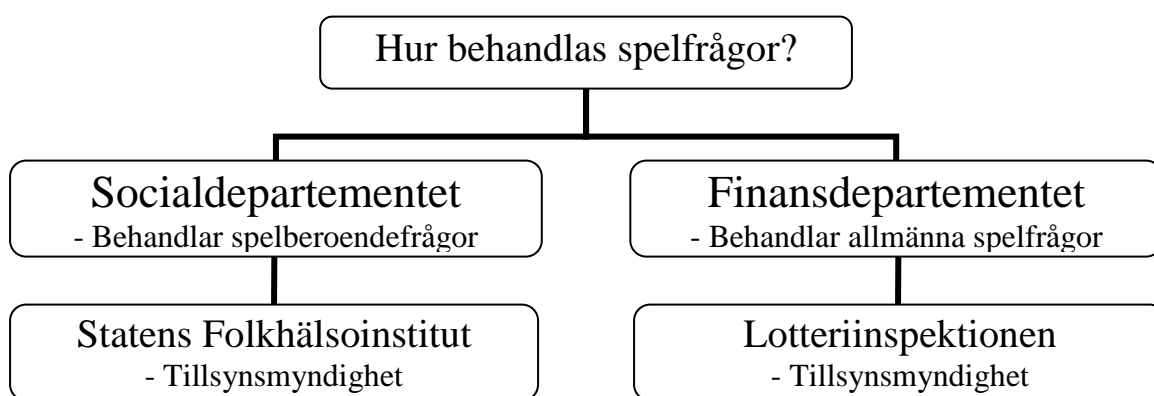 Hur behandlas spelfrågor?
Socialdepartementet
- Behandlar spelberoendefrågor
Finansdepartementet
- Behandlar allmänna spelfrågor
Statens Folkhälsoinstitut
- Tillsynsmyndighet
Lotteriinspektionen
- Tillsynsmyndighet